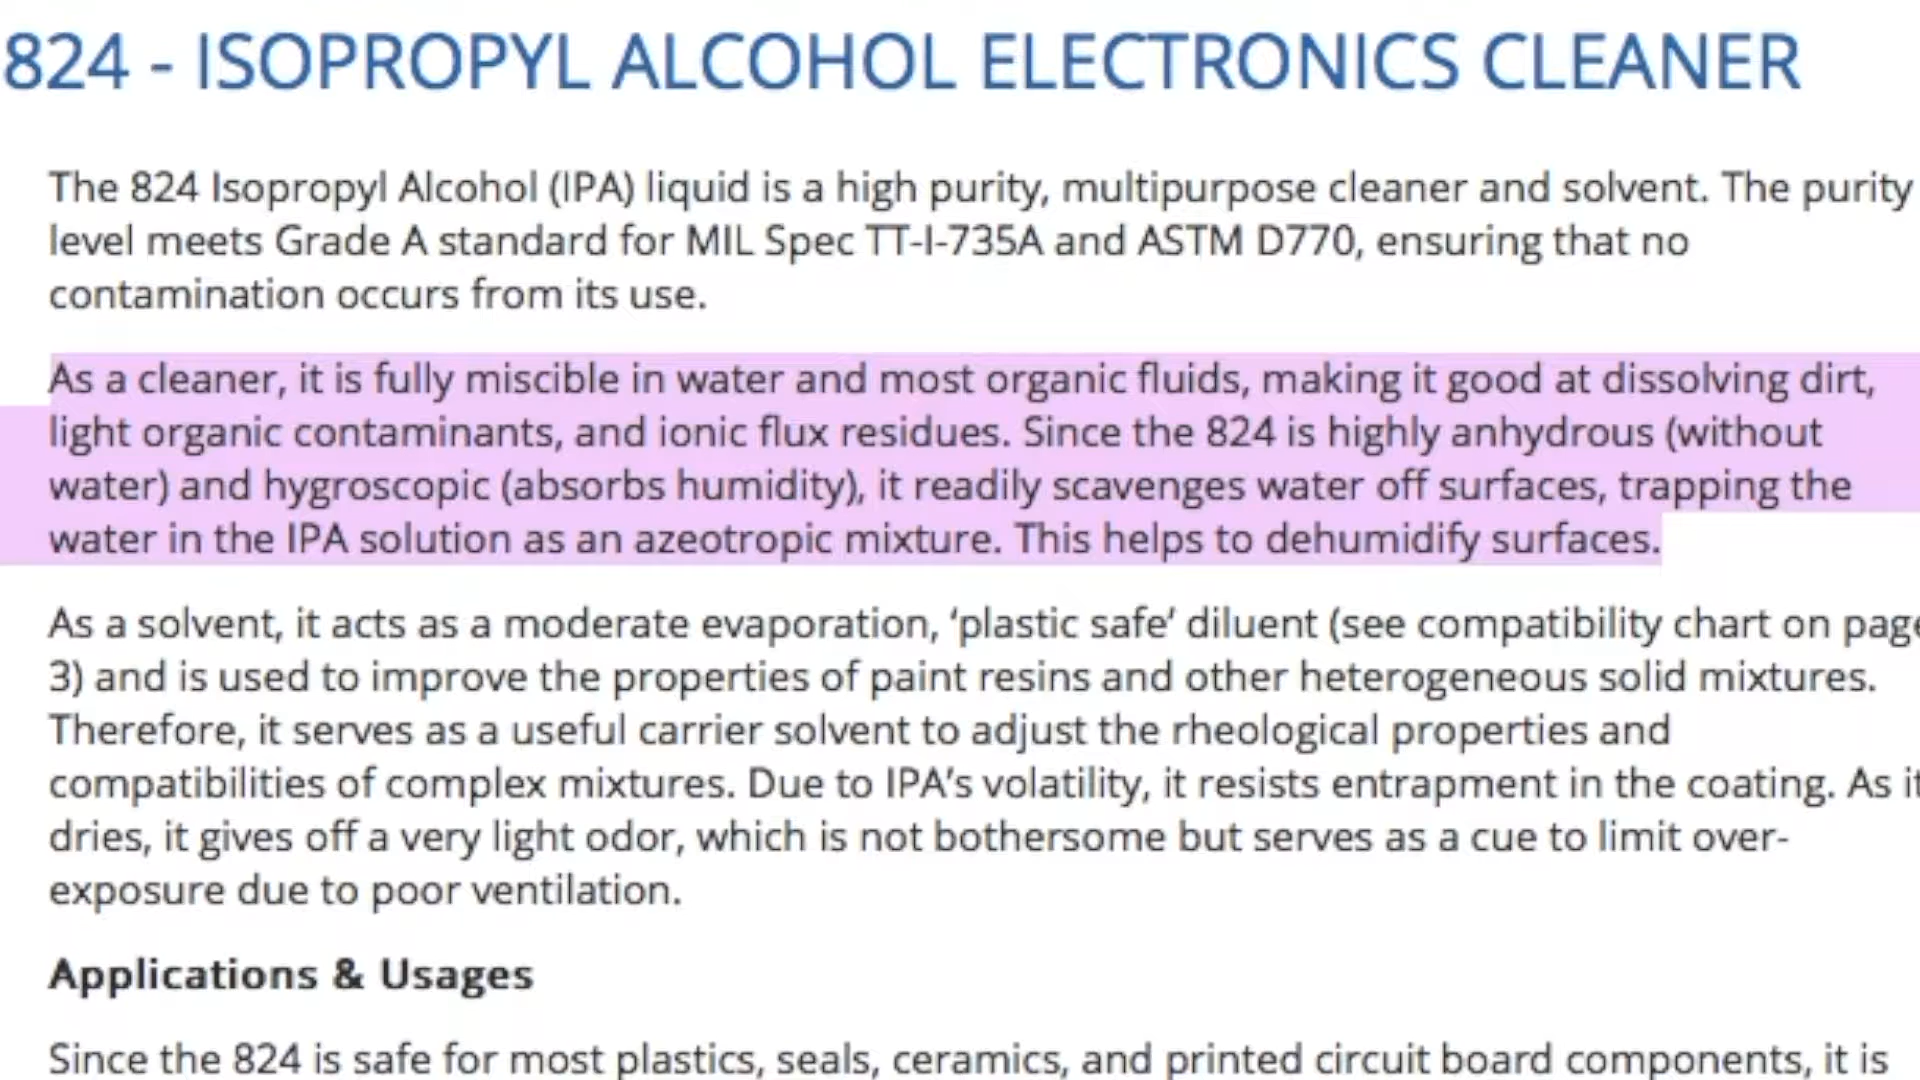 824 - ISOPROPYL ALCOHOL ELECTRONICS CLEANER
The 824 Isopropyl Alcohol (IPA) liquid is a high purity, multipurpose cleaner and solvent. The purity
level meets Grade A standard for MIL Spec TT-I-735A and ASTM D770, ensuring that no
contamination occurs from its use.
As a cleaner, it is fully miscible in water and most organic fluids, making it good at dissolving dirt,
light organic contaminants, and ionic flux residues. Since the 824 is highly anhydrous (without
water) and hygroscopic (absorbs humidity), it readily scavenges water off surfaces, trapping the
water in the IPA solution as an azeotropic mixture. This helps to dehumidify surfaces.
As a solvent, it acts as a moderate evaporation, ‘plastic safe’ diluent (see compatibility chart on page
3) and is used to improve the properties of paint resins and other heterogeneous solid mixtures.
Therefore, it serves as a useful carrier solvent to adjust the rheological properties and
compatibilities of complex mixtures. Due to IPA’s volatility, it resists entrapment in the coating. As it
dries, it gives off a very light odor, which is not bothersome but serves as a cue to limit over-
exposure due to poor ventilation.
Applications & Usages
Since the 824 is safe for most plastics, seals, ceramics, and printed circuit board components, it is